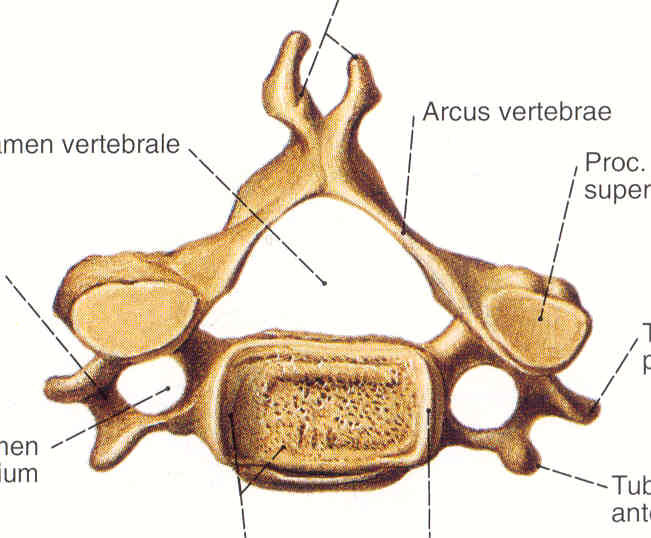 Arcus vertebrae
amen vertebrale
Proc.
super
T
p
men
ium
Tub
ante